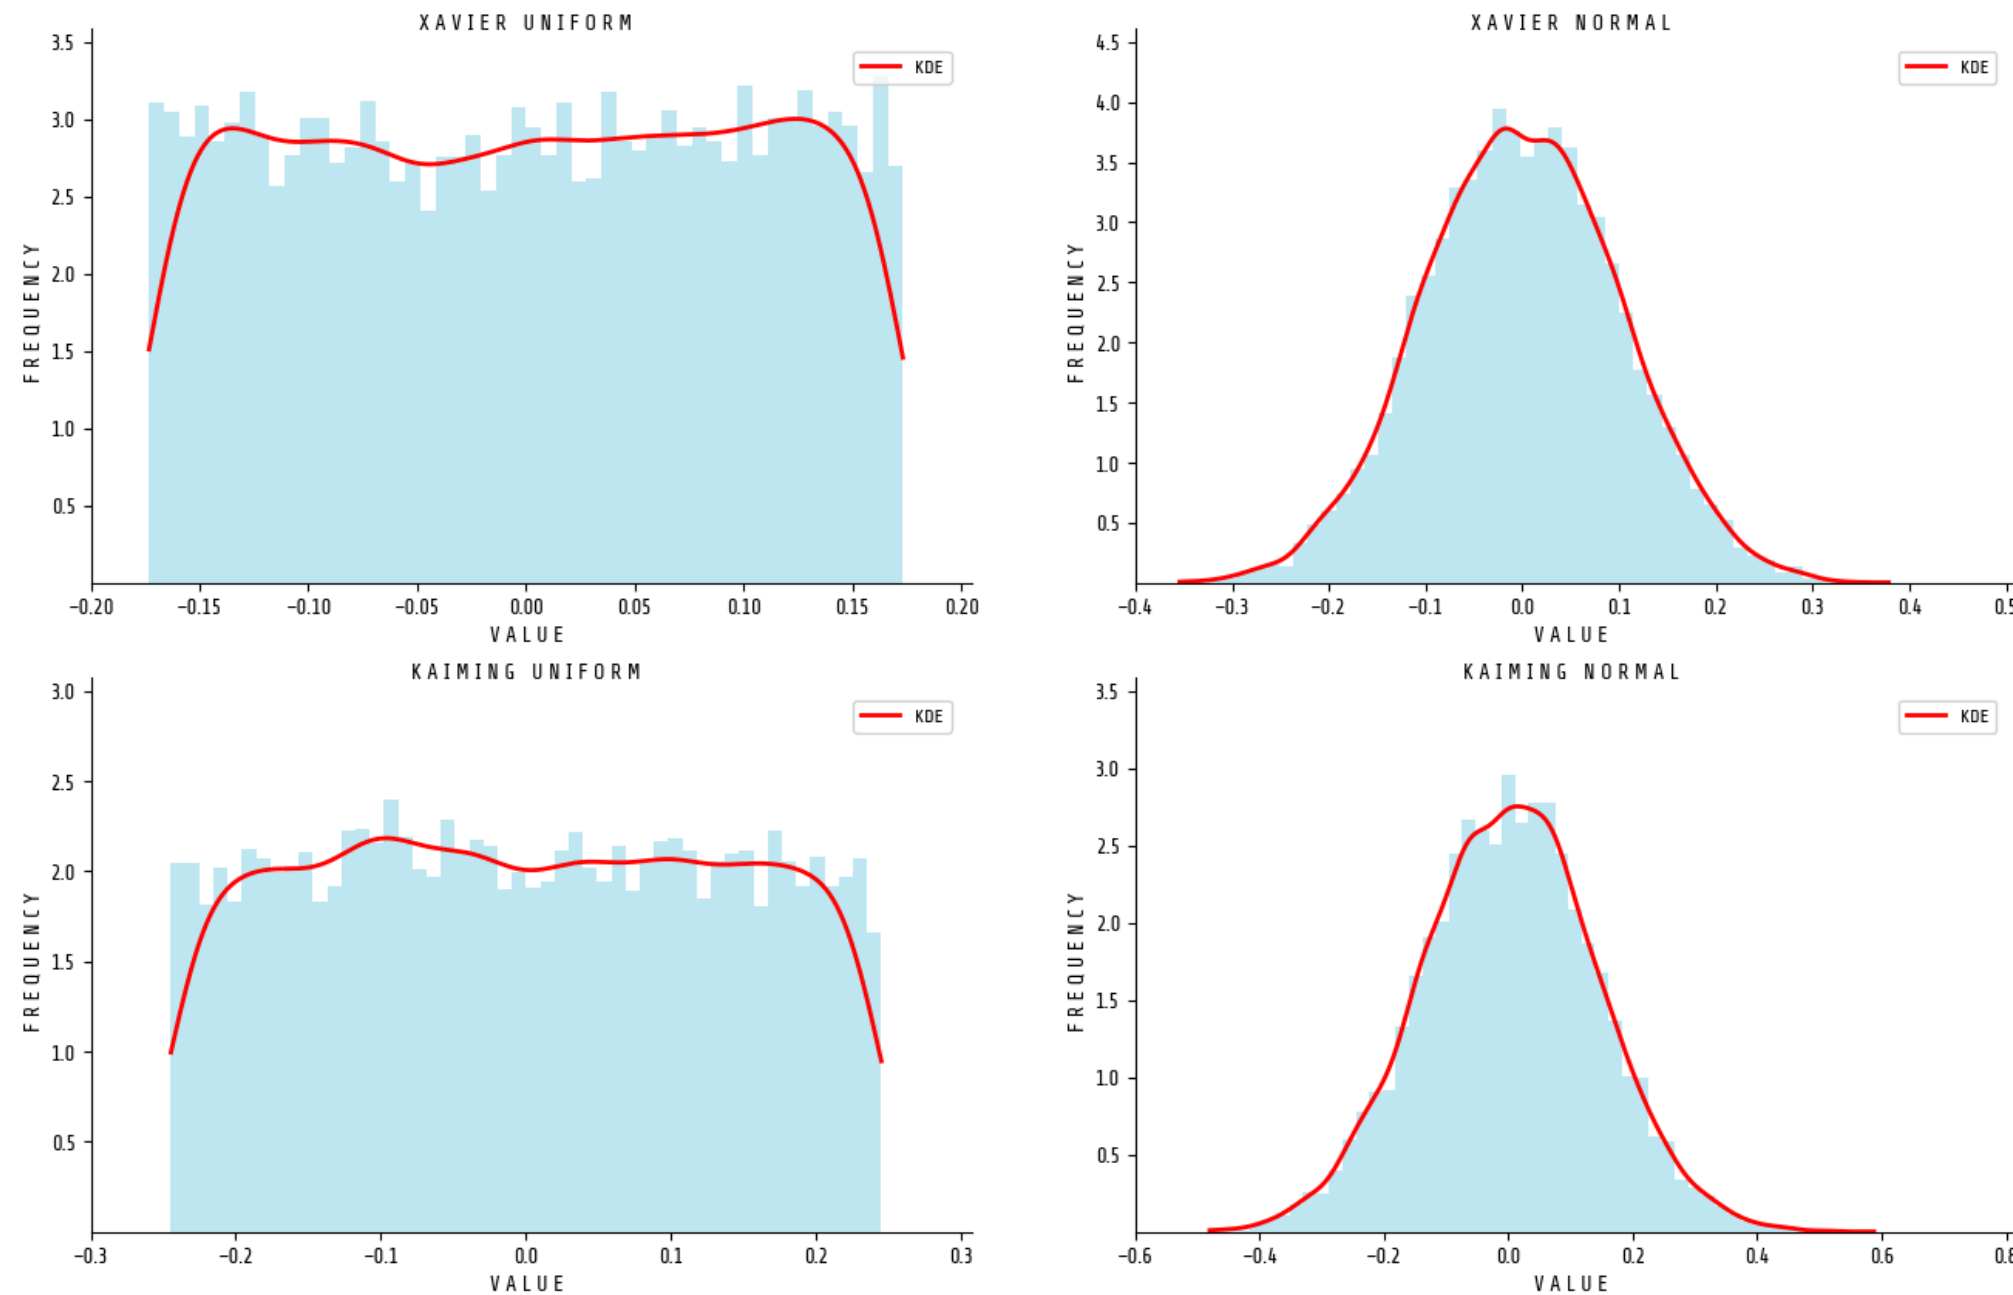 XAVIER UNIFORM
KDE
3.5
3.0
2.5
2.0
1.5
1.0
0.5
FREQUENCY
−0.20 −0.15 −0.10 −0.05 0.00 0.05 0.10 0.15 0.20
VALUE
XAVIER NORMAL
KDE
4.5
4.0
3.5
3.0
2.5
2.0
1.5
1.0
0.5
FREQUENCY
−0.4 −0.3 −0.2 −0.1 0.0 0.1 0.2 0.3 0.4 0.5
VALUE
KAIMING UNIFORM
KDE
3.0
2.5
2.0
1.5
1.0
0.5
FREQUENCY
−0.3 −0.2 −0.1 0.0 0.1 0.2 0.3
VALUE
KAIMING NORMAL
KDE
3.5
3.0
2.5
2.0
1.5
1.0
0.5
FREQUENCY
−0.6 −0.4 −0.2 0.0 0.2 0.4 0.6 0.8
VALUE